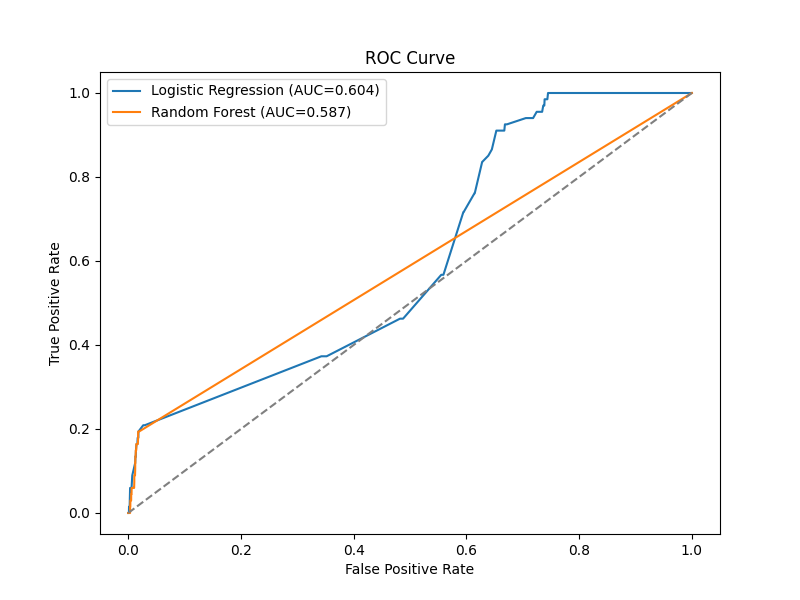 ROC Curve
Logistic Regression (AUC=0.604)
Random Forest (AUC=0.587)
1.0
0.8
0.6
0.4
0.2
0.0
True Positive Rate
0.0 0.2 0.4 0.6 0.8 1.0
False Positive Rate